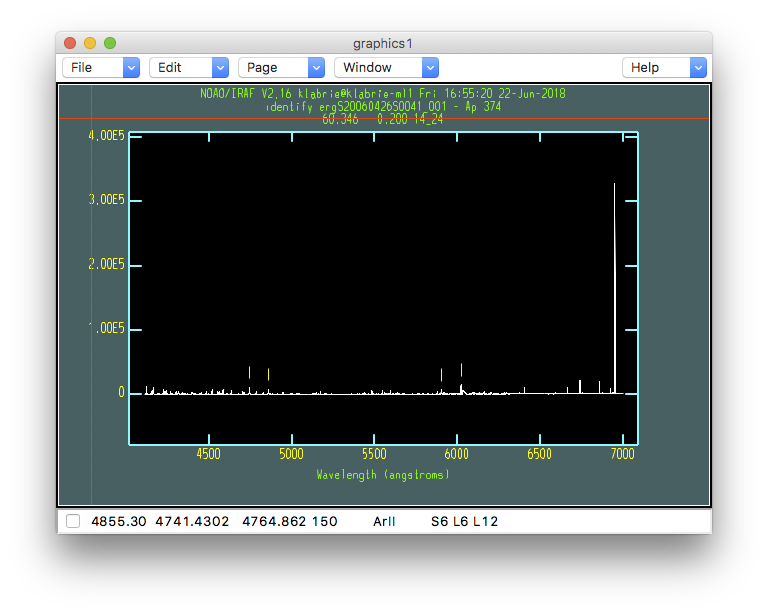 graphics1
File Edit Page Window Help
NOAO/IRAF V2.16 klabrie@klabrie-ml1 Fri 16:55:20 22-Jun-2018
identify ergS20060426S0041_001 - Ap 374
60.346 0.200 14_24
4.00E5
3.00E5
2.00E5
1.00E5
0
4500 5000 5500 6000 6500 7000
Wavelength (angstroms)
4855.30 4741.4302 4764.862 150 ArII S6 L6 L12